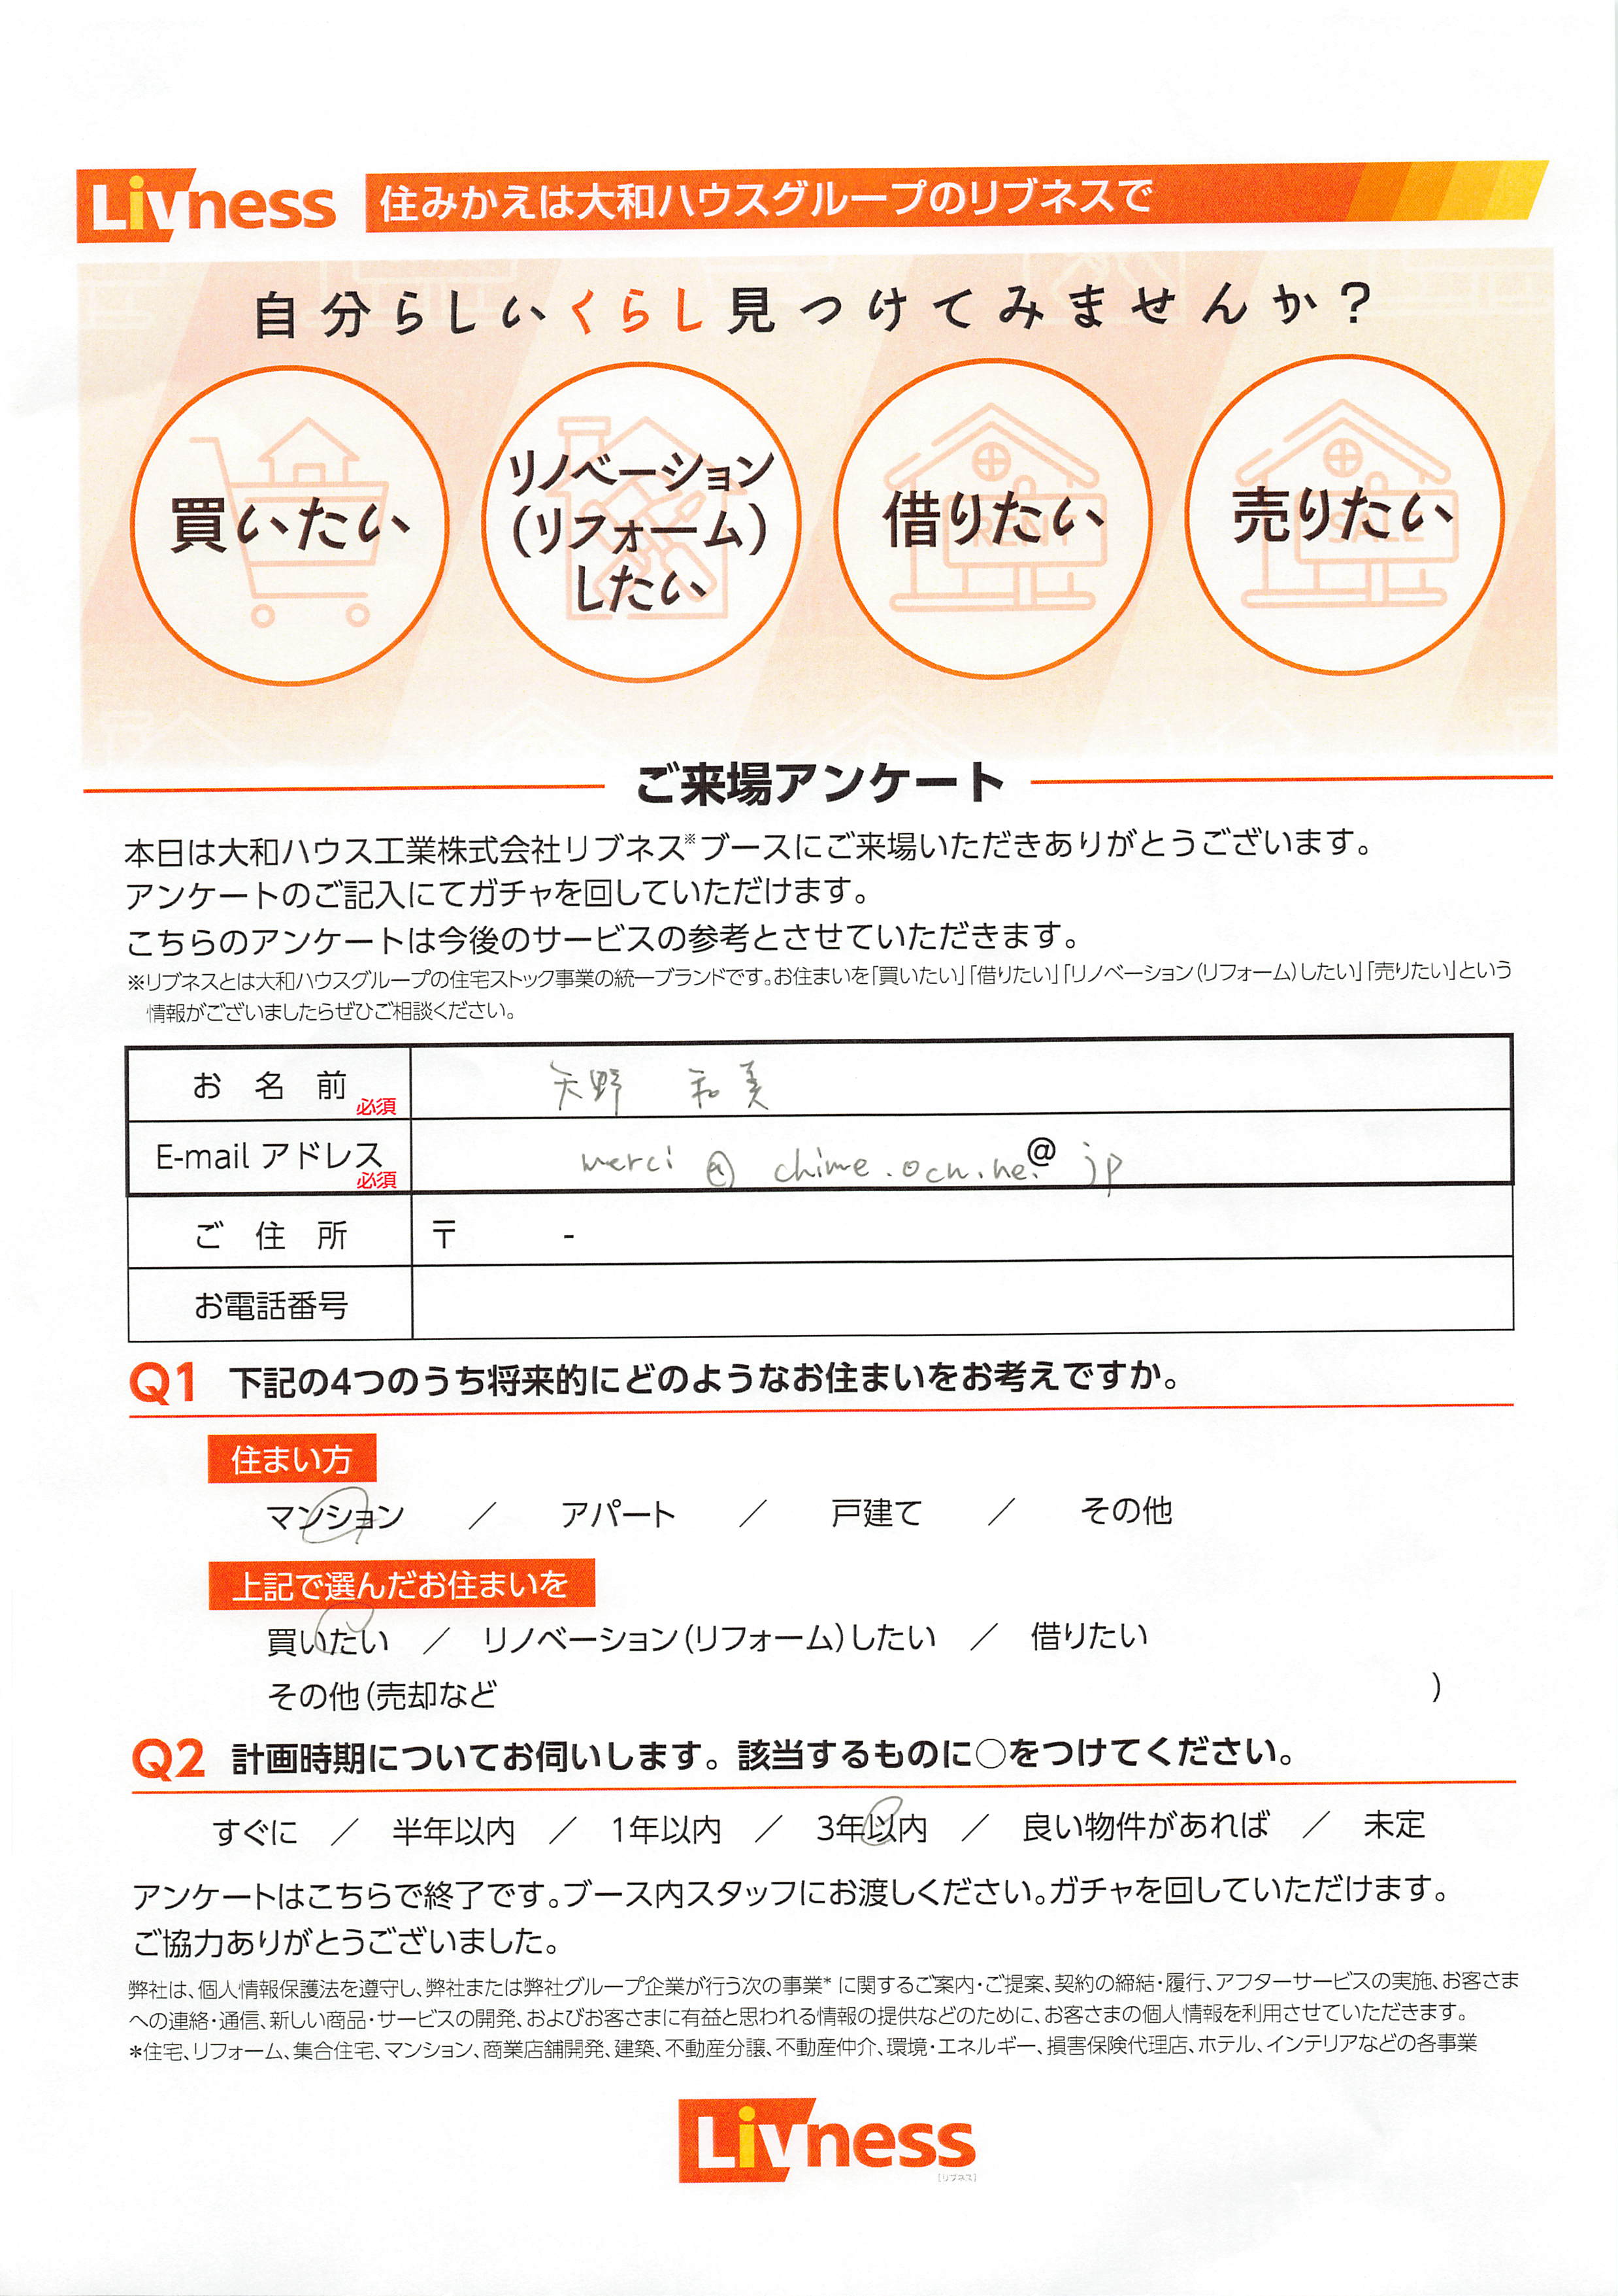 Livness 住みかえは大和ハウスグループのリブネスで
自分らしいくらし見つけてみませんか？
買いたい
リノベーション
(リフォーム)
したい
借りたい
RENT
売りたい
SALE
ご来場アンケート
本日は大和ハウス工業株式会社リブネス※ブースにご来場いただきありがとうございます。
アンケートのご記入にてガチャを回していただけます。
こちらのアンケートは今後のサービスの参考とさせていただきます。
※リブネスとは大和ハウスグループの住宅ストック事業の統一ブランドです。お住まいを「買いたい」「借りたい」「リノベーション（リフォーム）したい」「売りたい」という
情報がございましたらぜひご相談ください。
お名前 必須 矢野 和美
E-mail アドレス 必須 merci @ chime.ocn.ne. @ jp
ご住所 〒 -
お電話番号
Q1 下記の4つのうち将来的にどのようなお住まいをお考えですか。
住まい方
マンション ／ アパート ／ 戸建て ／ その他
上記で選んだお住まいを
買いたい ／ リノベーション（リフォーム）したい ／ 借りたい
その他（売却など ）
Q2 計画時期についてお伺いします。該当するものに○をつけてください。
すぐに ／ 半年以内 ／ 1年以内 ／ 3年以内 ／ 良い物件があれば ／ 未定
アンケートはこちらで終了です。ブース内スタッフにお渡しください。ガチャを回していただけます。
ご協力ありがとうございました。
弊社は、個人情報保護法を遵守し、弊社または弊社グループ企業が行う次の事業*に関するご案内・ご提案、契約の締結・履行、アフターサービスの実施、お客さま
への連絡・通信、新しい商品・サービスの開発、およびお客さまに有益と思われる情報の提供などのために、お客さまの個人情報を利用させていただきます。
*住宅、リフォーム、集合住宅、マンション、商業店舗開発、建築、不動産分譲、不動産仲介、環境・エネルギー、損害保険代理店、ホテル、インテリアなどの各事業
Livness
[リブネス]